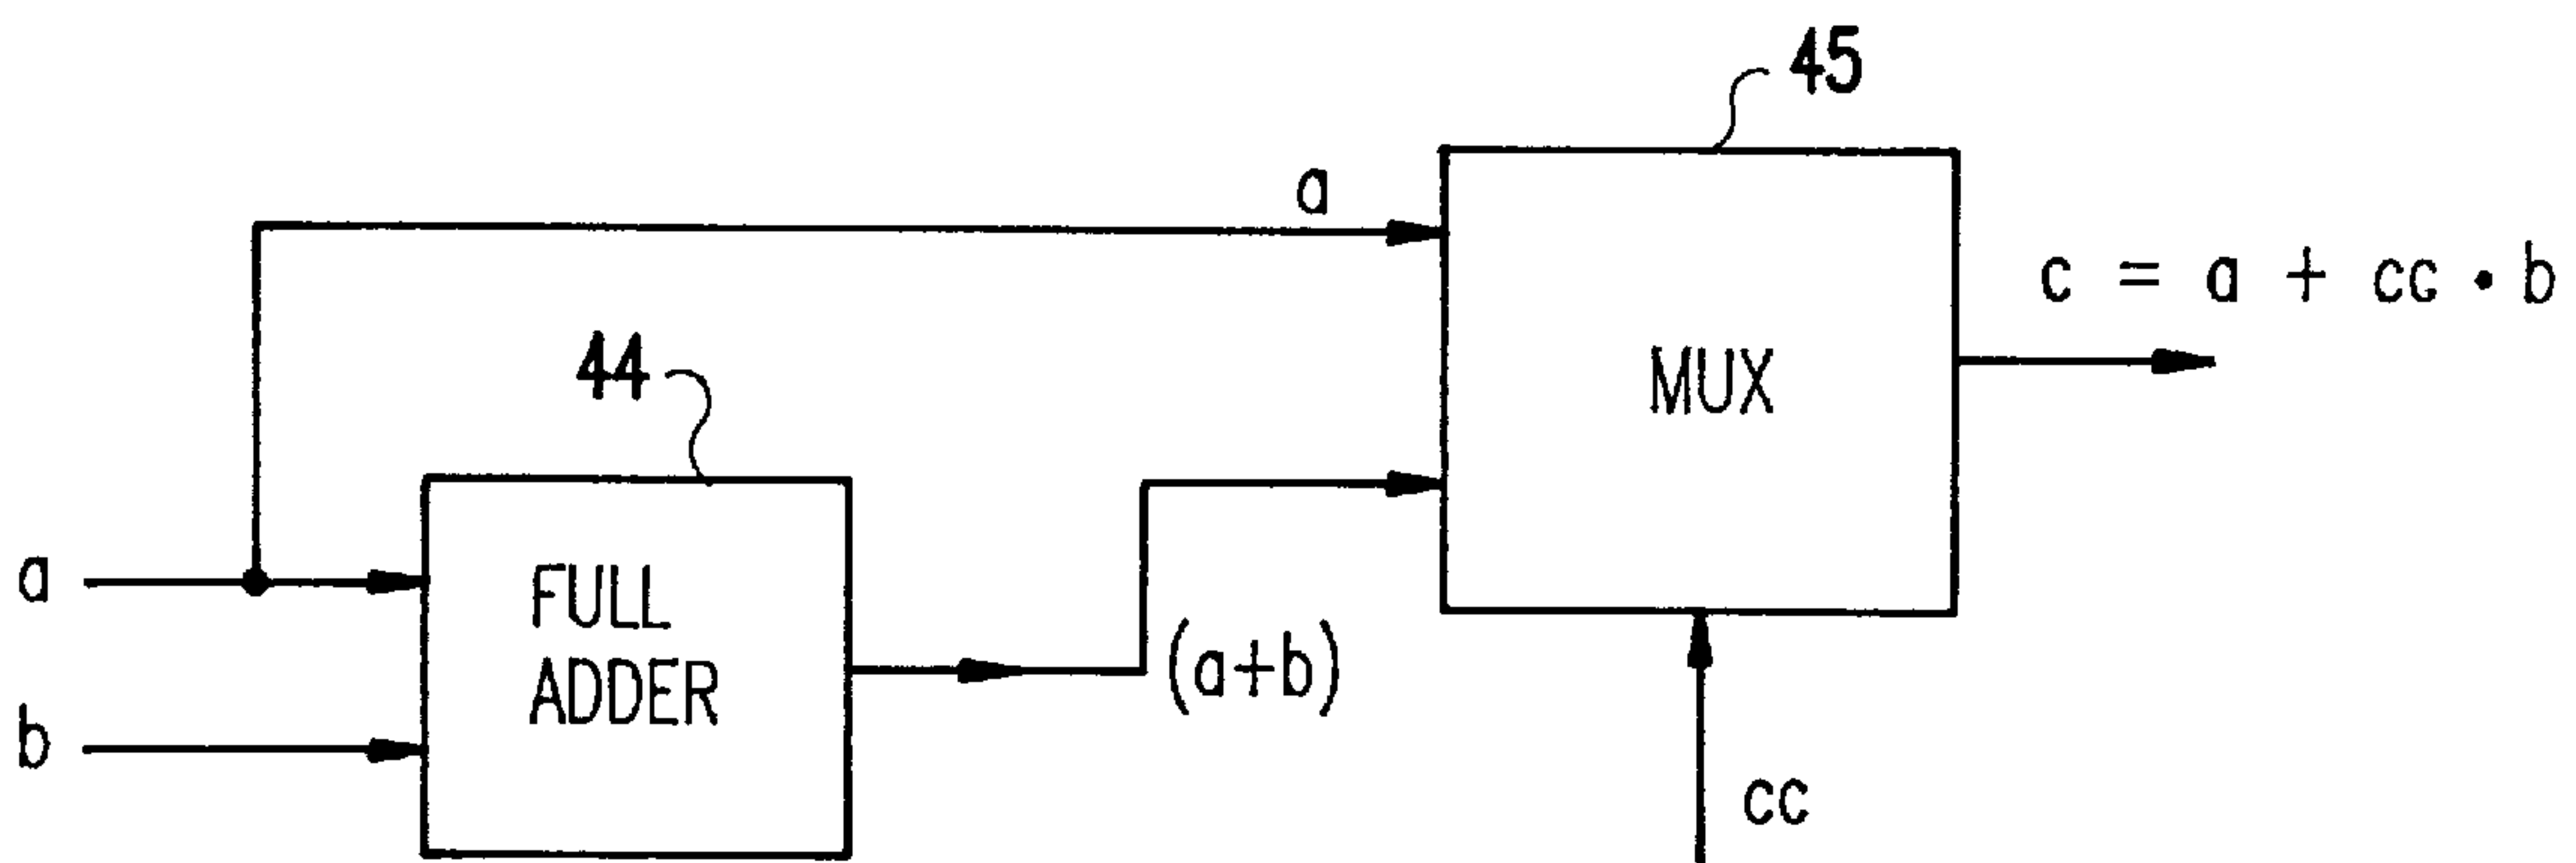 45
a
c = a + cc • b
44
MUX
a
FULL
ADDER
(a+b)
b
cc